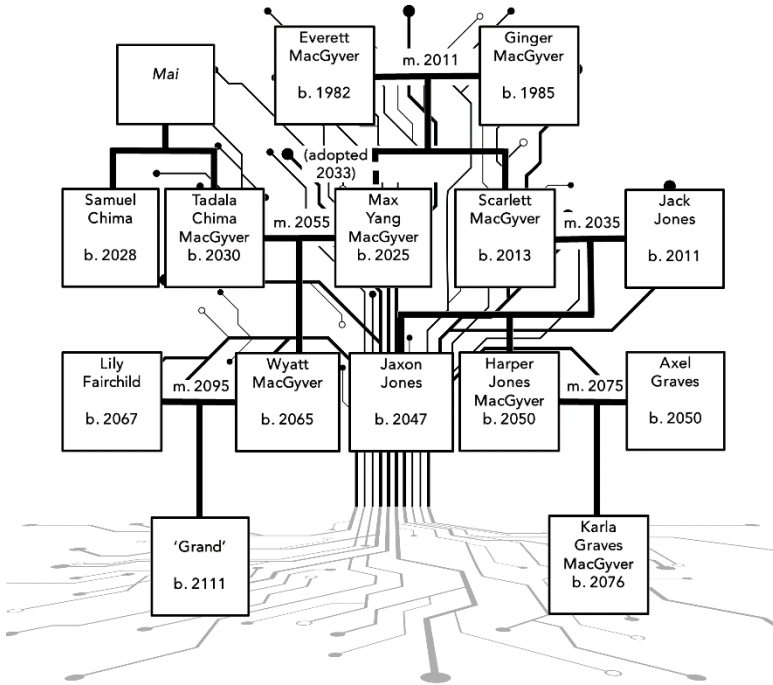 Mai
Everett
MacGyver
b. 1982
m. 2011
Ginger
MacGyver
b. 1985
(adopted
2033)
Samuel
Chima
b. 2028
Tadala
Chima
MacGyver
b. 2030
m. 2055
Max
Yang
MacGyver
b. 2025
Scarlett
MacGyver
b. 2013
m. 2035
Jack
Jones
b. 2011
Lily
Fairchild
b. 2067
m. 2095
Wyatt
MacGyver
b. 2065
Jaxon
Jones
b. 2047
Harper
Jones
MacGyver
b. 2050
m. 2075
Axel
Graves
b. 2050
‘Grand’
b. 2111
Karla
Graves
MacGyver
b. 2076